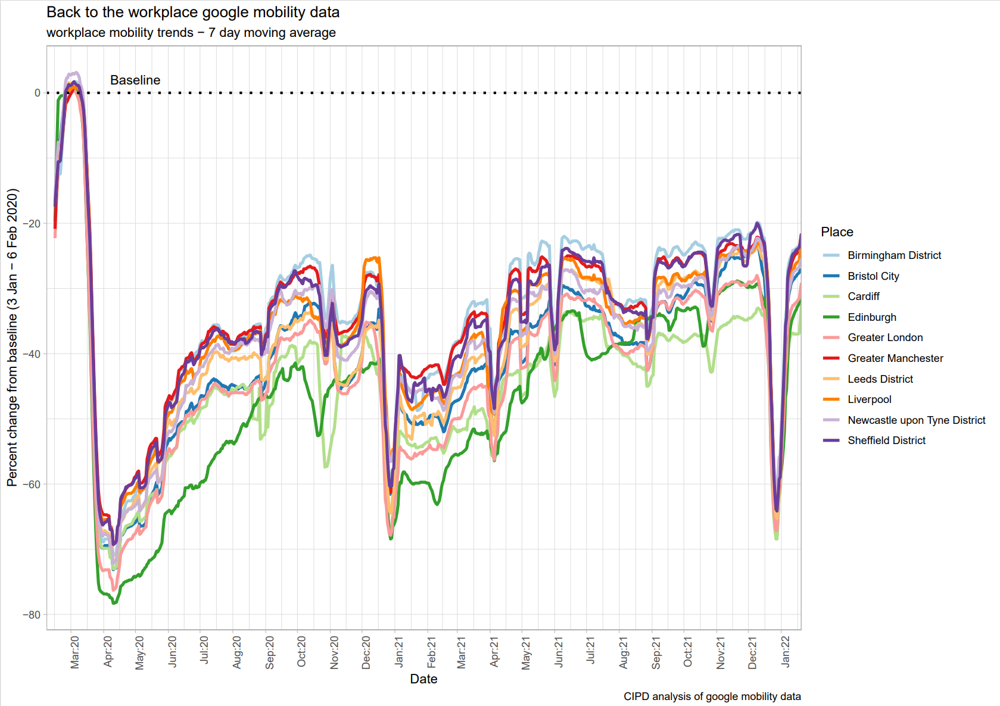 Back to the workplace google mobility data
workplace mobility trends − 7 day moving average
Baseline
0
−20
−40
−60
−80
Percent change from baseline (3 Jan − 6 Feb 2020)
Mar:20
Apr:20
May:20
Jun:20
Jul:20
Aug:20
Sep:20
Oct:20
Nov:20
Dec:20
Jan:21
Feb:21
Mar:21
Apr:21
May:21
Jun:21
Jul:21
Aug:21
Sep:21
Oct:21
Nov:21
Dec:21
Jan:22
Date
Place
Birmingham District
Bristol City
Cardiff
Edinburgh
Greater London
Greater Manchester
Leeds District
Liverpool
Newcastle upon Tyne District
Sheffield District
CIPD analysis of google mobility data